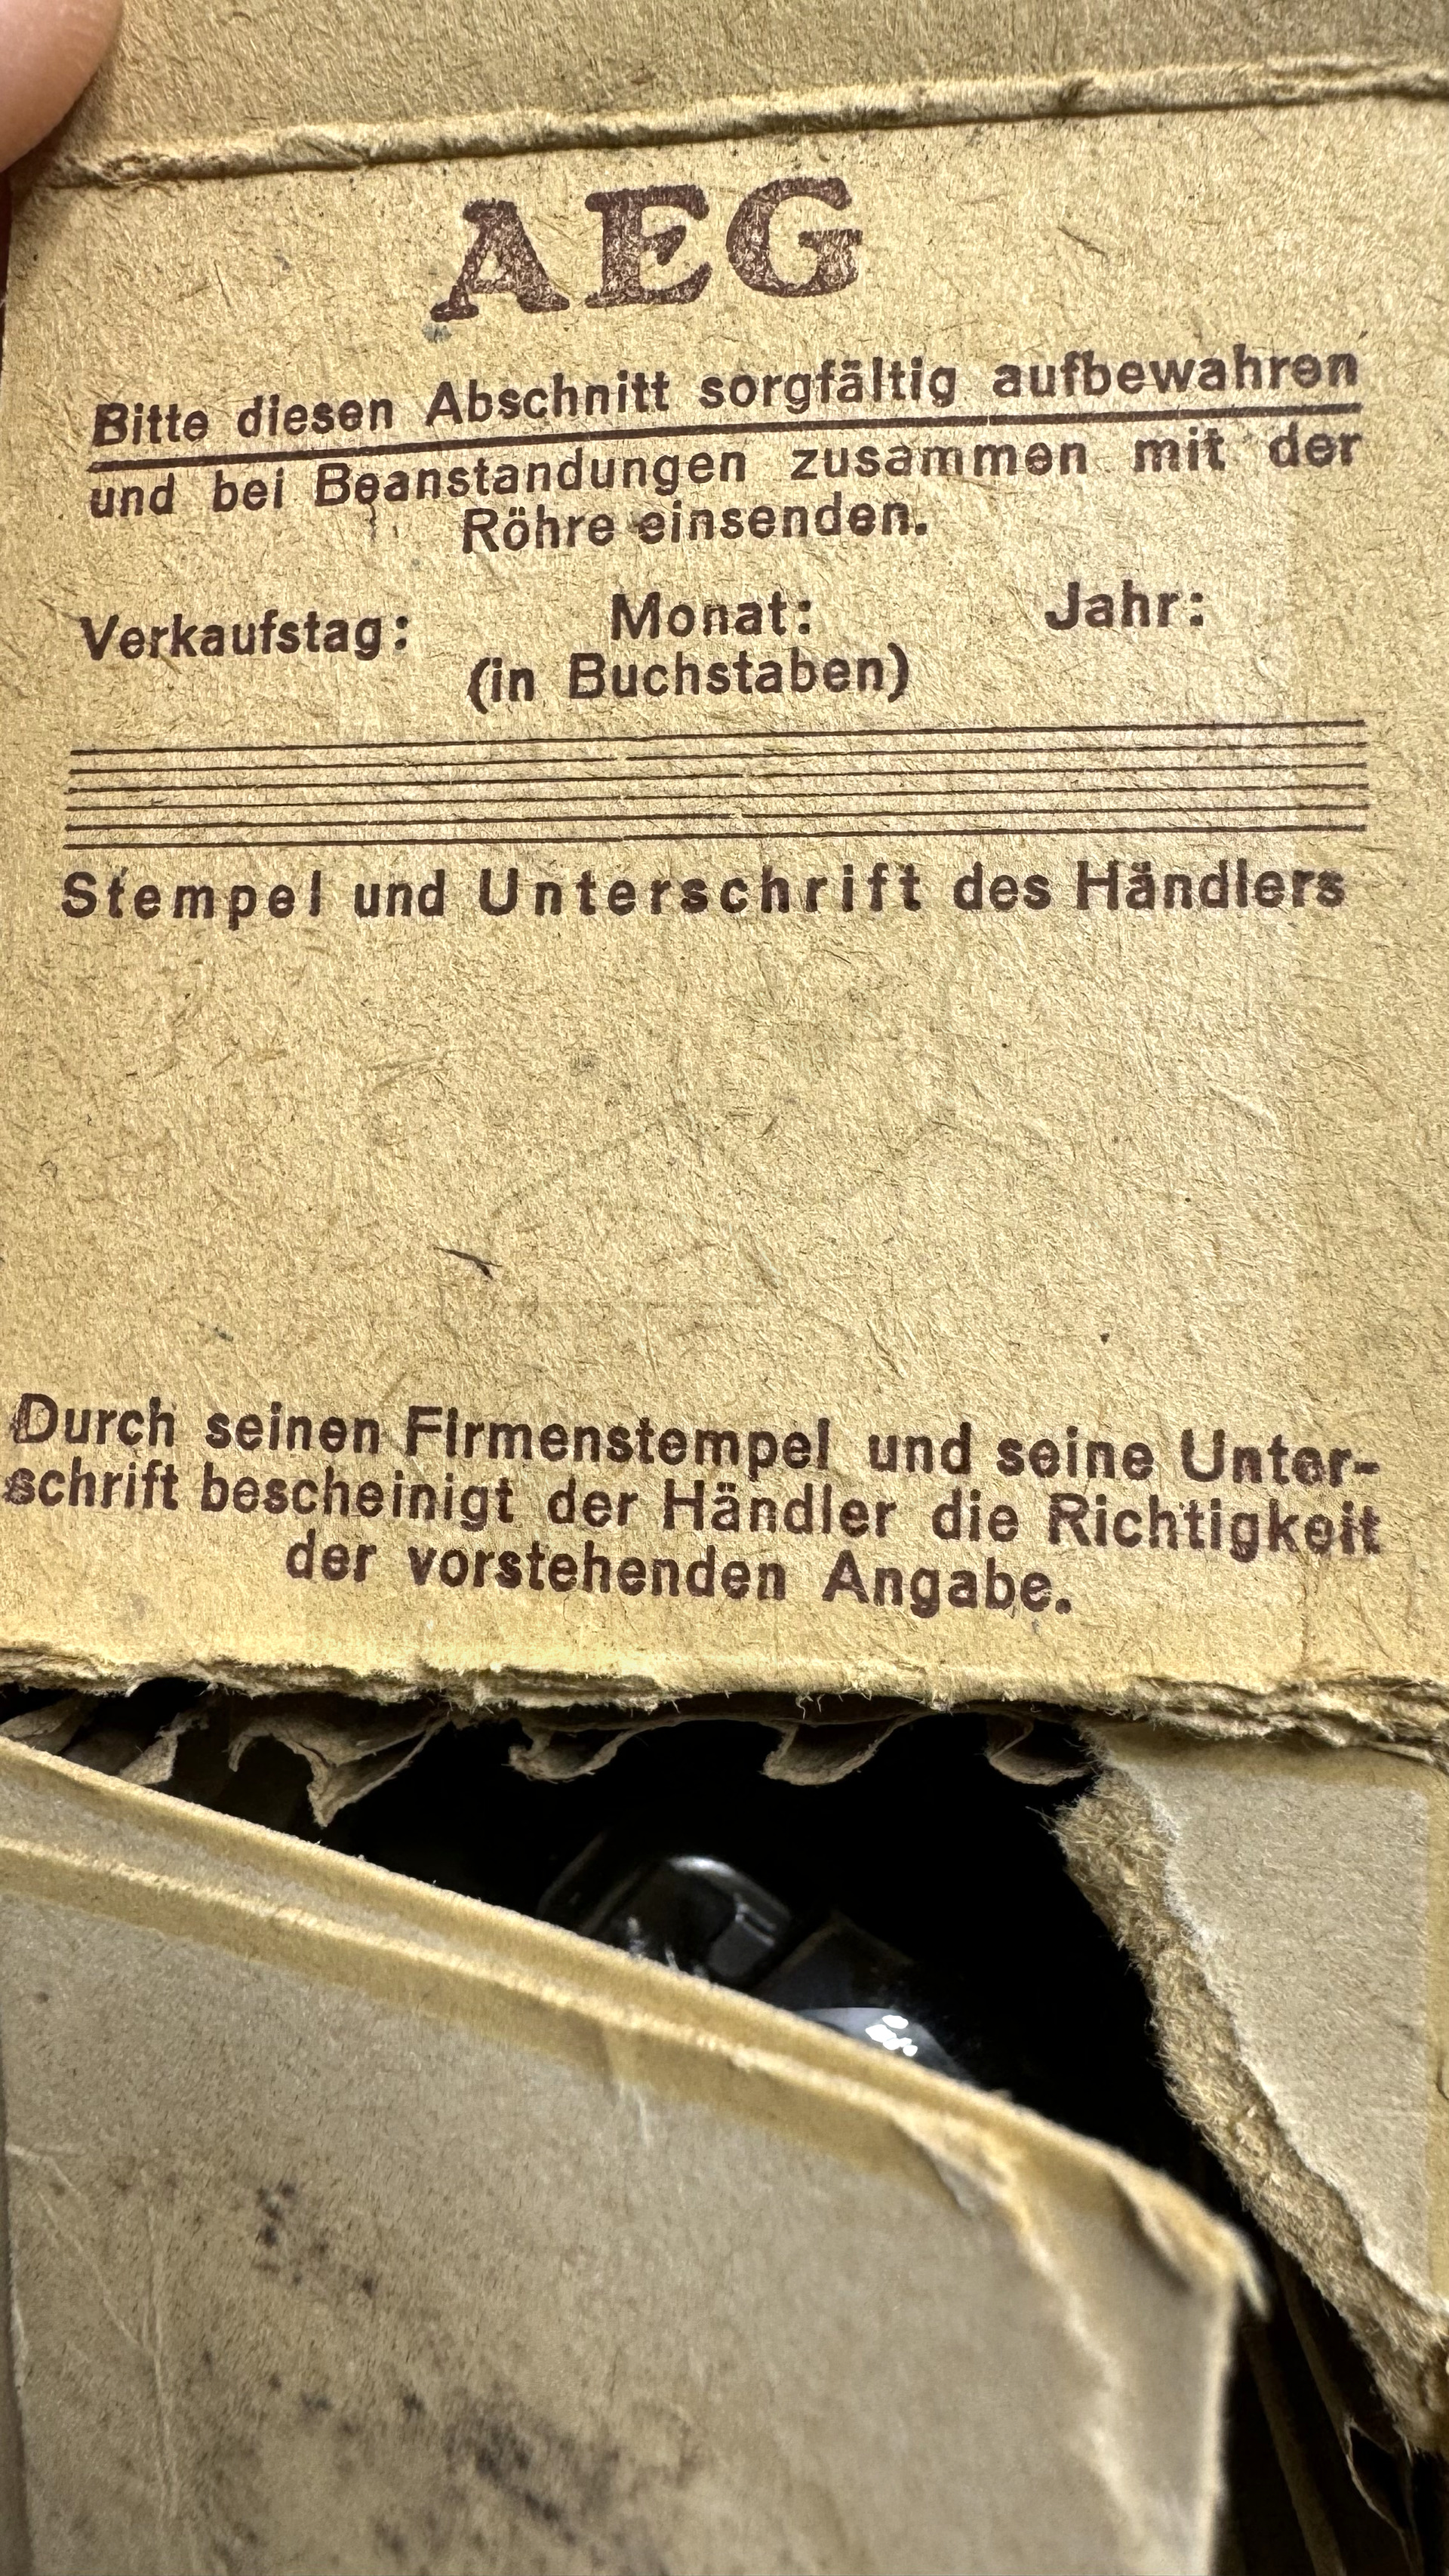 AEG
Bitte diesen Abschnitt sorgfältig aufbewahren
und bei Beanstandungen zusammen mit der
Röhre einsenden.
Verkaufstag: Monat: Jahr:
(in Buchstaben)
Stempel und Unterschrift des Händlers
Durch seinen Firmenstempel und seine Unter-
schrift bescheinigt der Händler die Richtigkeit
der vorstehenden Angabe.